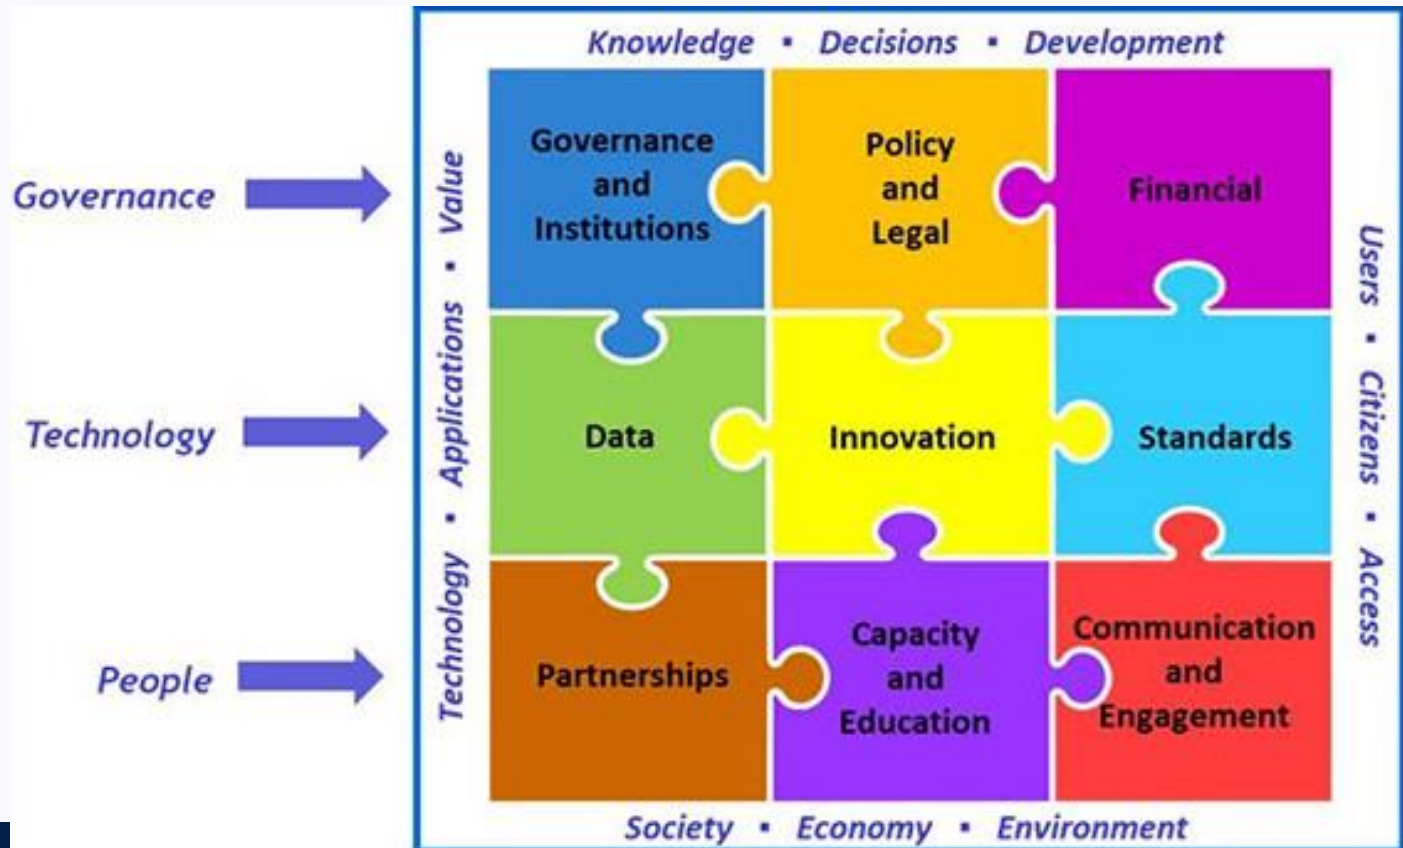 Knowledge ▪ Decisions ▪ Development
Governance
Technology
People
Technology ▪ Applications ▪ Value
Governance
and
Institutions
Policy
and
Legal
Financial
Data
Innovation
Standards
Partnerships
Capacity
and
Education
Communication
and
Engagement
Users ▪ Citizens ▪ Access
Society ▪ Economy ▪ Environment